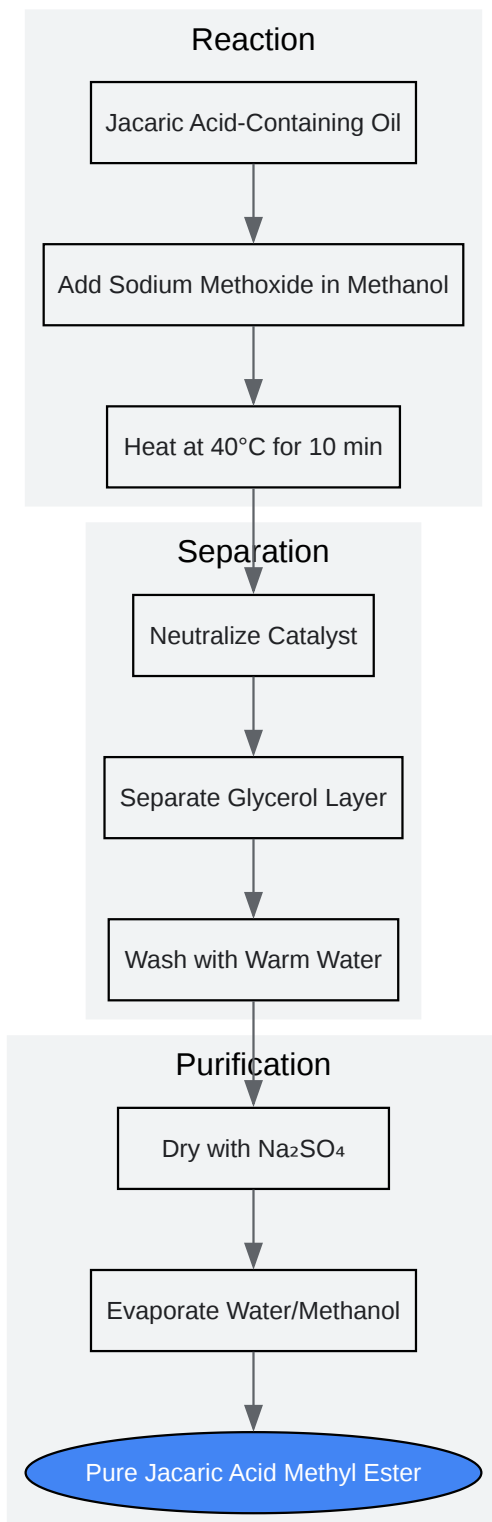 Reaction
Jacaric Acid-Containing Oil
Add Sodium Methoxide in Methanol
Heat at 40°C for 10 min
Separation
Neutralize Catalyst
Separate Glycerol Layer
Wash with Warm Water
Purification
Dry with Na₂SO₄
Evaporate Water/Methanol
Pure Jacaric Acid Methyl Ester